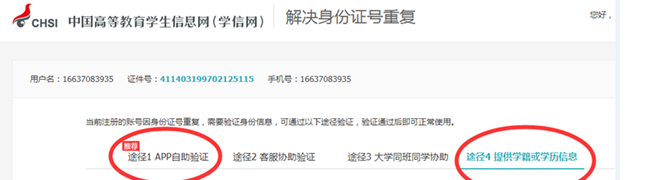 CHSI 中国高等教育学生信息网(学信网) 解决身份证号重复 您好，
用户名：16637083935 证件号：411403199702125115 手机号：16637083935
当前注册的账号因身份证号重复，需要验证身份信息，可通过以下途径验证，验证通过后即可正常使用。
推荐
途径1 APP自助验证 途径2 客服协助验证 途径3 大学同班同学协助 途径4 提供学籍或学历信息